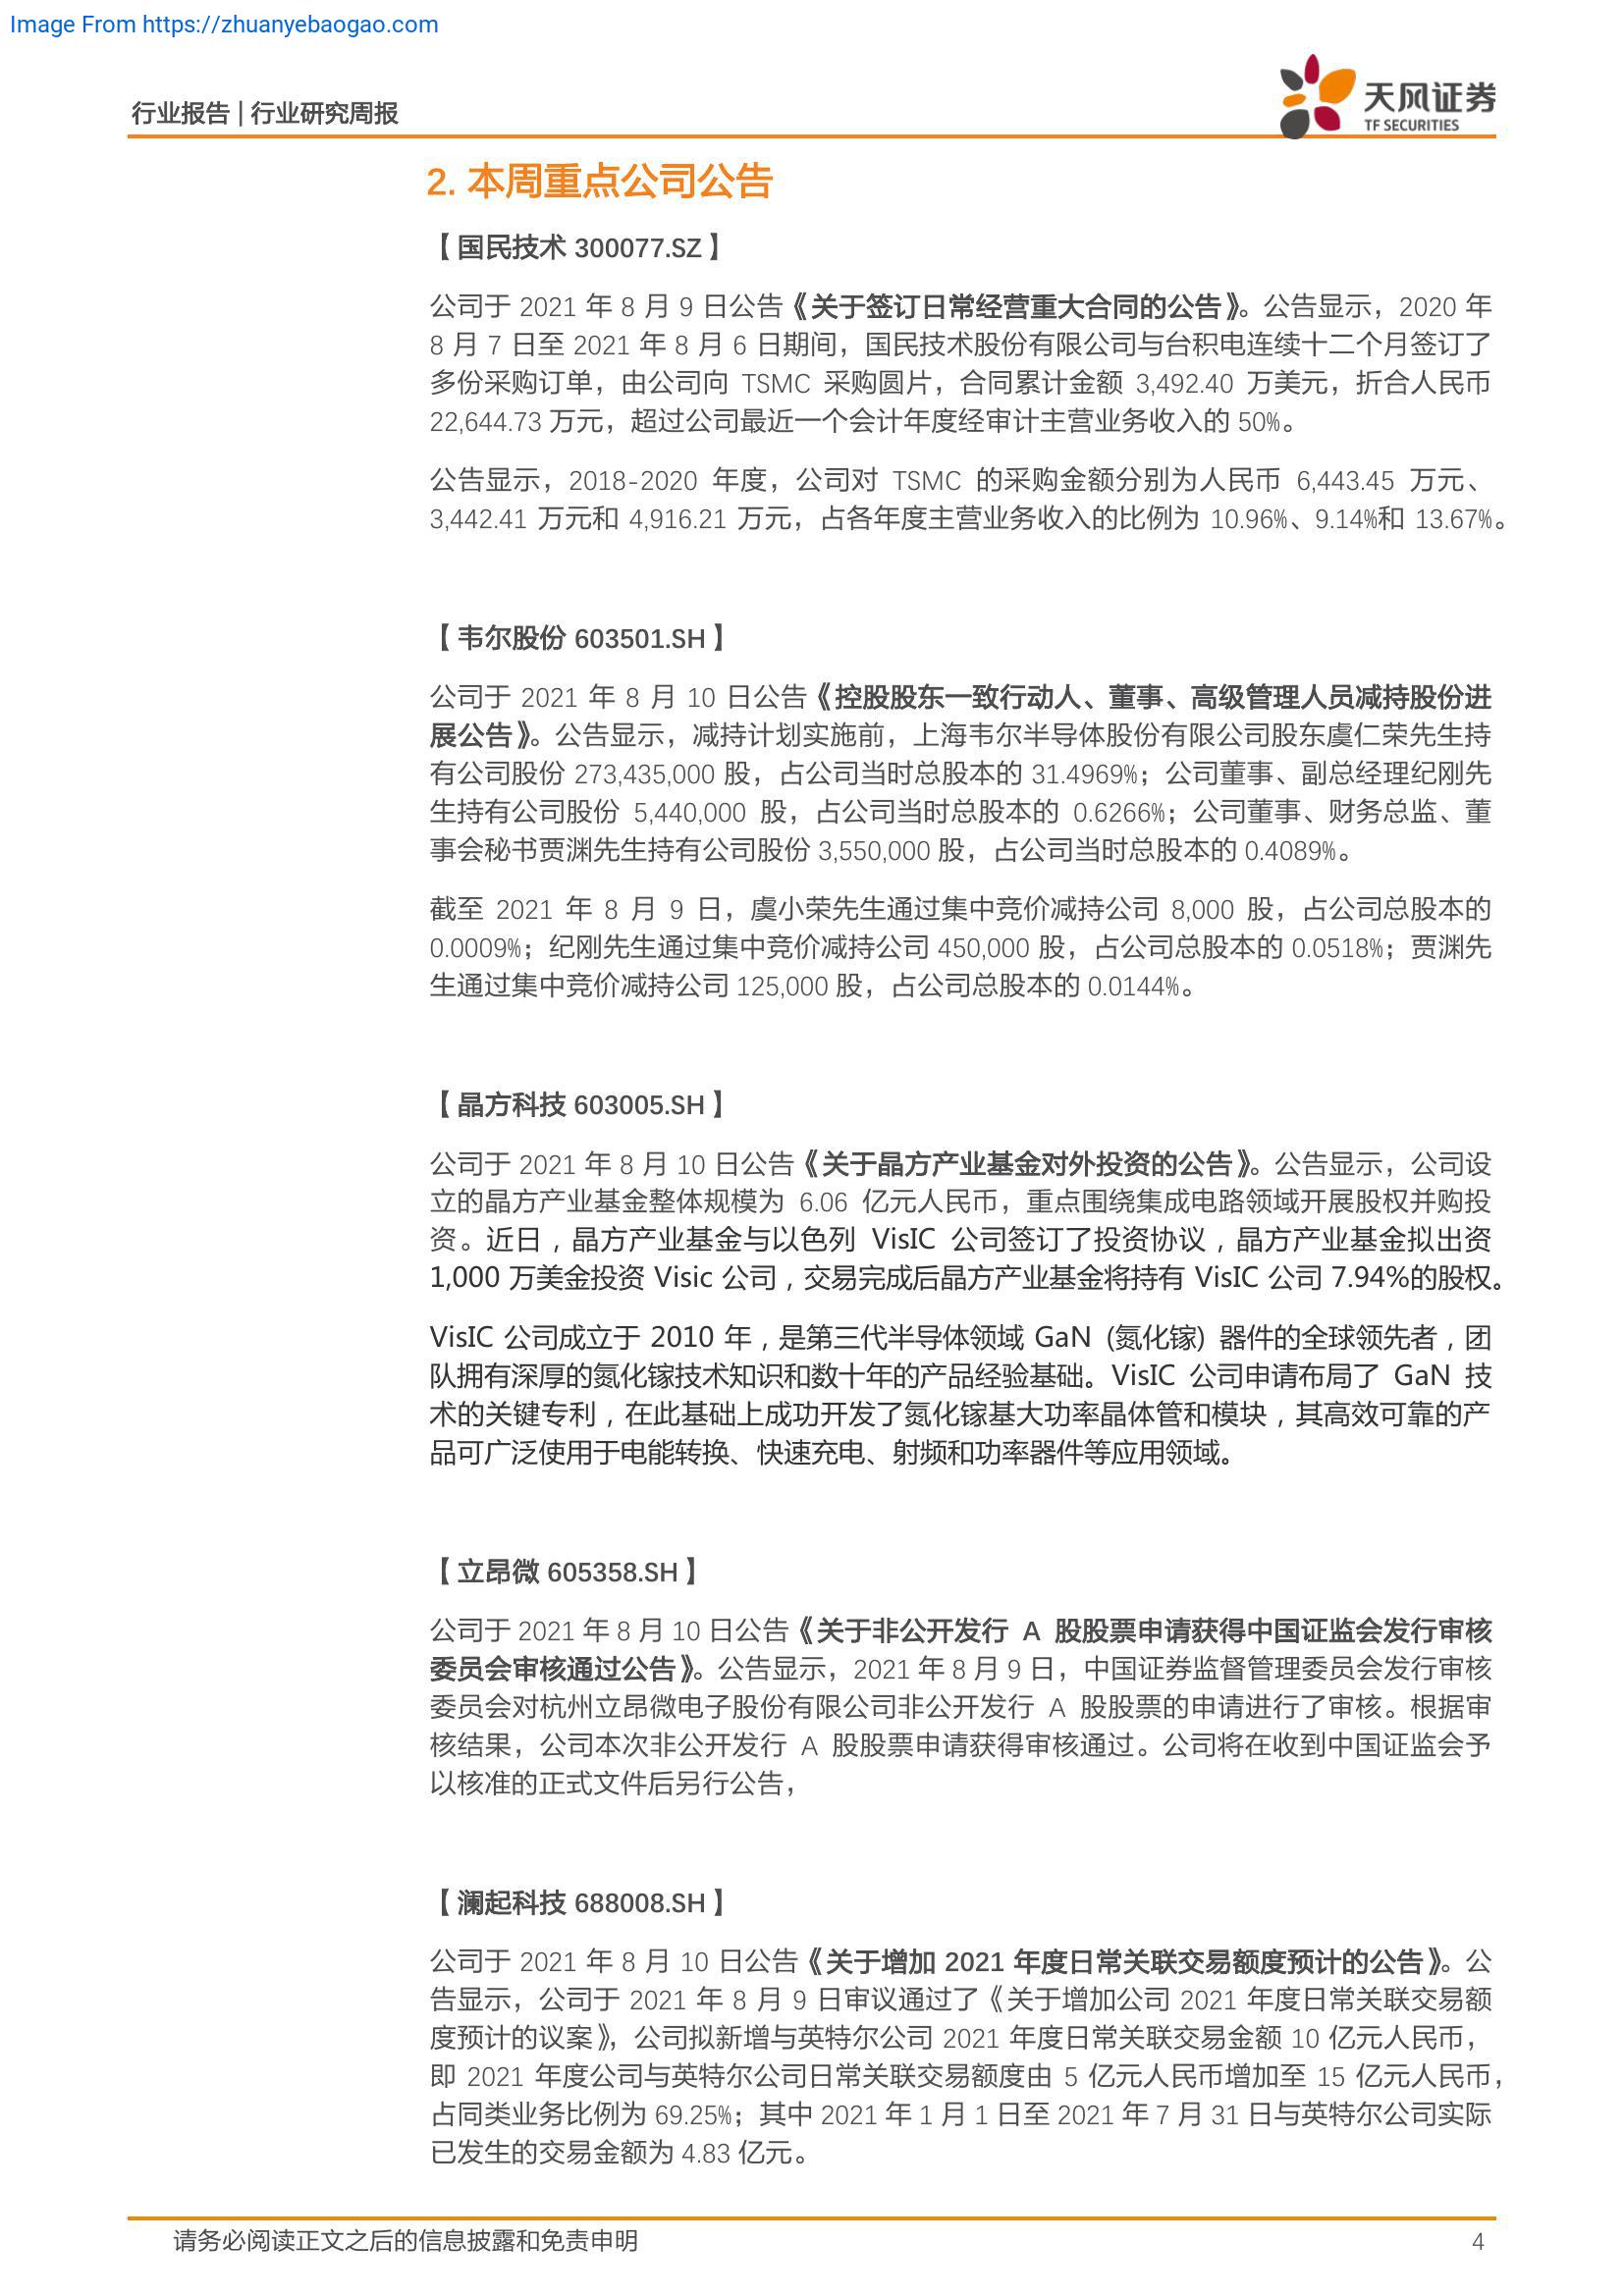 Image From https://zhuanyebaogao.com
行业报告 | 行业研究周报
天风证券
TF SECURITIES
2. 本周重点公司公告
【国民技术 300077.SZ】
公司于 2021 年 8 月 9 日公告《关于签订日常经营重大合同的公告》。公告显示，2020 年
8 月 7 日至 2021 年 8 月 6 日期间，国民技术股份有限公司与台积电连续十二个月签订了
多份采购订单，由公司向 TSMC 采购圆片，合同累计金额 3,492.40 万美元，折合人民币
22,644.73 万元，超过公司最近一个会计年度经审计主营业务收入的 50%。
公告显示，2018-2020 年度，公司对 TSMC 的采购金额分别为人民币 6,443.45 万元、
3,442.41 万元和 4,916.21 万元，占各年度主营业务收入的比例为 10.96%、9.14%和 13.67%。
【韦尔股份 603501.SH】
公司于 2021 年 8 月 10 日公告《控股股东一致行动人、董事、高级管理人员减持股份进
展公告》。公告显示，减持计划实施前，上海韦尔半导体股份有限公司股东虞仁荣先生持
有公司股份 273,435,000 股，占公司当时总股本的 31.4969%；公司董事、副总经理纪刚先
生持有公司股份 5,440,000 股，占公司当时总股本的 0.6266%；公司董事、财务总监、董
事会秘书贾渊先生持有公司股份 3,550,000 股，占公司当时总股本的 0.4089%。
截至 2021 年 8 月 9 日，虞小荣先生通过集中竞价减持公司 8,000 股，占公司总股本的
0.0009%；纪刚先生通过集中竞价减持公司 450,000 股，占公司总股本的 0.0518%；贾渊先
生通过集中竞价减持公司 125,000 股，占公司总股本的 0.0144%。
【晶方科技 603005.SH】
公司于 2021 年 8 月 10 日公告《关于晶方产业基金对外投资的公告》。公告显示，公司设
立的晶方产业基金整体规模为 6.06 亿元人民币，重点围绕集成电路领域开展股权并购投
资。近日，晶方产业基金与以色列 VisIC 公司签订了投资协议，晶方产业基金拟出资
1,000 万美金投资 Visic 公司，交易完成后晶方产业基金将持有 VisIC 公司 7.94%的股权。
VisIC 公司成立于 2010 年，是第三代半导体领域 GaN (氮化镓) 器件的全球领先者，团
队拥有深厚的氮化镓技术知识和数十年的产品经验基础。VisIC 公司申请布局了 GaN 技
术的关键专利，在此基础上成功开发了氮化镓基大功率晶体管和模块，其高效可靠的产
品可广泛使用于电能转换、快速充电、射频和功率器件等应用领域。
【立昂微 605358.SH】
公司于 2021 年 8 月 10 日公告《关于非公开发行 A 股股票申请获得中国证监会发行审核
委员会审核通过公告》。公告显示，2021 年 8 月 9 日，中国证券监督管理委员会发行审核
委员会对杭州立昂微电子股份有限公司非公开发行 A 股股票的申请进行了审核。根据审
核结果，公司本次非公开发行 A 股股票申请获得审核通过。公司将在收到中国证监会予
以核准的正式文件后另行公告，
【澜起科技 688008.SH】
公司于 2021 年 8 月 10 日公告《关于增加 2021 年度日常关联交易额度预计的公告》。公
告显示，公司于 2021 年 8 月 9 日审议通过了《关于增加公司 2021 年度日常关联交易额
度预计的议案》，公司拟新增与英特尔公司 2021 年度日常关联交易金额 10 亿元人民币，
即 2021 年度公司与英特尔公司日常关联交易额度由 5 亿元人民币增加至 15 亿元人民币，
占同类业务比例为 69.25%；其中 2021 年 1 月 1 日至 2021 年 7 月 31 日与英特尔公司实际
已发生的交易金额为 4.83 亿元。
请务必阅读正文之后的信息披露和免责申明
4